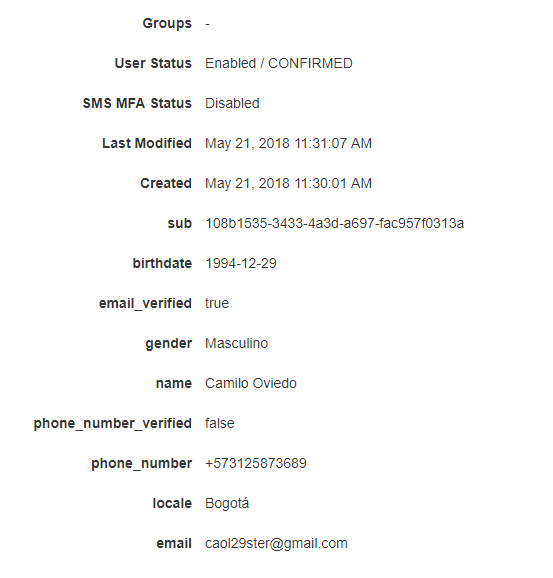 Groups -
User Status Enabled / CONFIRMED
SMS MFA Status Disabled
Last Modified May 21, 2018 11:31:07 AM
Created May 21, 2018 11:30:01 AM
sub 108b1535-3433-4a3d-a697-fac957f0313a
birthdate 1994-12-29
email_verified true
gender Masculino
name Camilo Oviedo
phone_number_verified false
phone_number +573125873689
locale Bogotá
email caol29ster@gmail.com